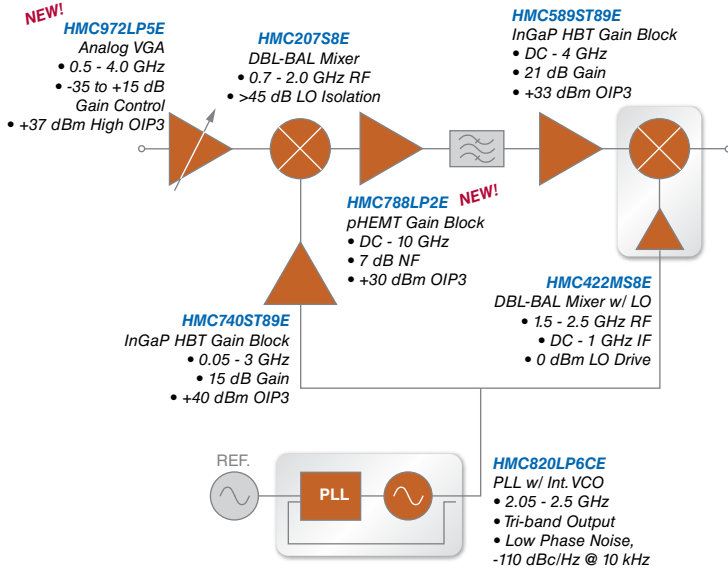 NEW!
HMC972LP5E
Analog VGA
• 0.5 - 4.0 GHz
• -35 to +15 dB
Gain Control
• +37 dBm High OIP3
HMC207S8E
DBL-BAL Mixer
• 0.7 - 2.0 GHz RF
• >45 dB LO Isolation
HMC589ST89E
InGaP HBT Gain Block
• DC - 4 GHz
• 21 dB Gain
• +33 dBm OIP3
HMC788LP2E NEW!
pHEMT Gain Block
• DC - 10 GHz
• 7 dB NF
• +30 dBm OIP3
HMC422MS8E
DBL-BAL Mixer w/ LO
• 1.5 - 2.5 GHz RF
• DC - 1 GHz IF
• 0 dBm LO Drive
HMC740ST89E
InGaP HBT Gain Block
• 0.05 - 3 GHz
• 15 dB Gain
• +40 dBm OIP3
REF.
PLL
HMC820LP6CE
PLL w/ Int. VCO
• 2.05 - 2.5 GHz
• Tri-band Output
• Low Phase Noise,
-110 dBc/Hz @ 10 kHz